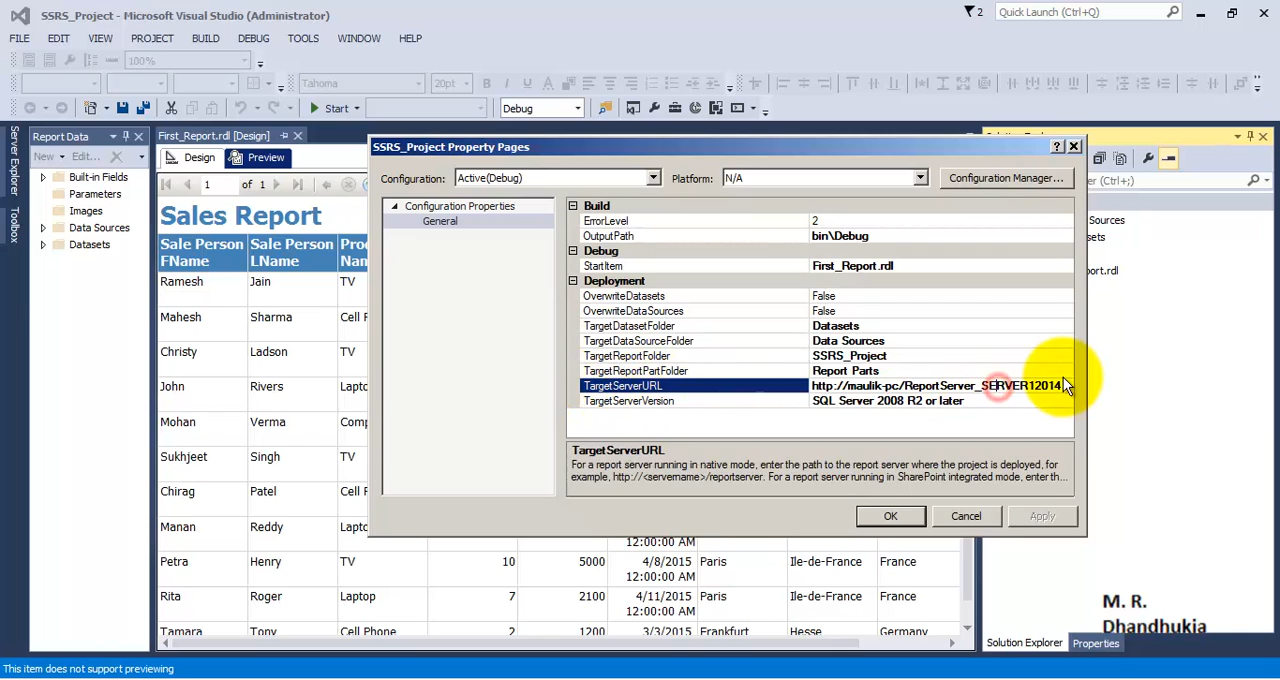 SSRS_Project - Microsoft Visual Studio (Administrator)
2
Quick Launch (Ctrl+Q)
FILE EDIT VIEW PROJECT BUILD DEBUG TOOLS WINDOW HELP
100%
Tahoma 20pt B I U A
Start Debug
Server Explorer
Toolbox
Report Data
New Edit...
Built-in Fields
Parameters
Images
Data Sources
Datasets
First_Report.rdl [Design]
Design Preview
1 of 1
Sales Report
Sale Person FName Sale Person LName
Ramesh Jain TV
Mahesh Sharma Cell
Christy Ladson TV
John Rivers
Mohan Verma
Sukhjeet Singh
Chirag Patel
Manan Reddy
12:00:00 AM
Petra Henry TV 10 5000 4/8/2015 12:00:00 AM Paris Ile-de-France France
Rita Roger Laptop 7 2100 4/11/2015 12:00:00 AM Paris Ile-de-France France
Tamara Tony Cell Phone 2 1200 3/3/2015 Frankfurt Hesse Germany
SSRS_Project Property Pages
?
Configuration: Active(Debug) Platform: N/A Configuration Manager...
Configuration Properties
General
Build
ErrorLevel 2
OutputPath bin\Debug
Debug
StartItem First_Report.rdl
Deployment
OverwriteDatasets False
OverwriteDataSources False
TargetDatasetFolder Datasets
TargetDataSourceFolder Data Sources
TargetReportFolder SSRS_Project
TargetReportPartFolder Report Parts
TargetServerURL http://maulik-pc/ReportServer_SERVER12014
TargetServerVersion SQL Server 2008 R2 or later
TargetServerURL
For a report server running in native mode, enter the path to the report server where the project is deployed, for
example, http://<servername>/reportserver. For a report server running in SharePoint integrated mode, enter th...
OK Cancel Apply
(Ctrl+;)
Sources
M. R.
Dhandhukia
Solution Explorer Properties
This item does not support previewing